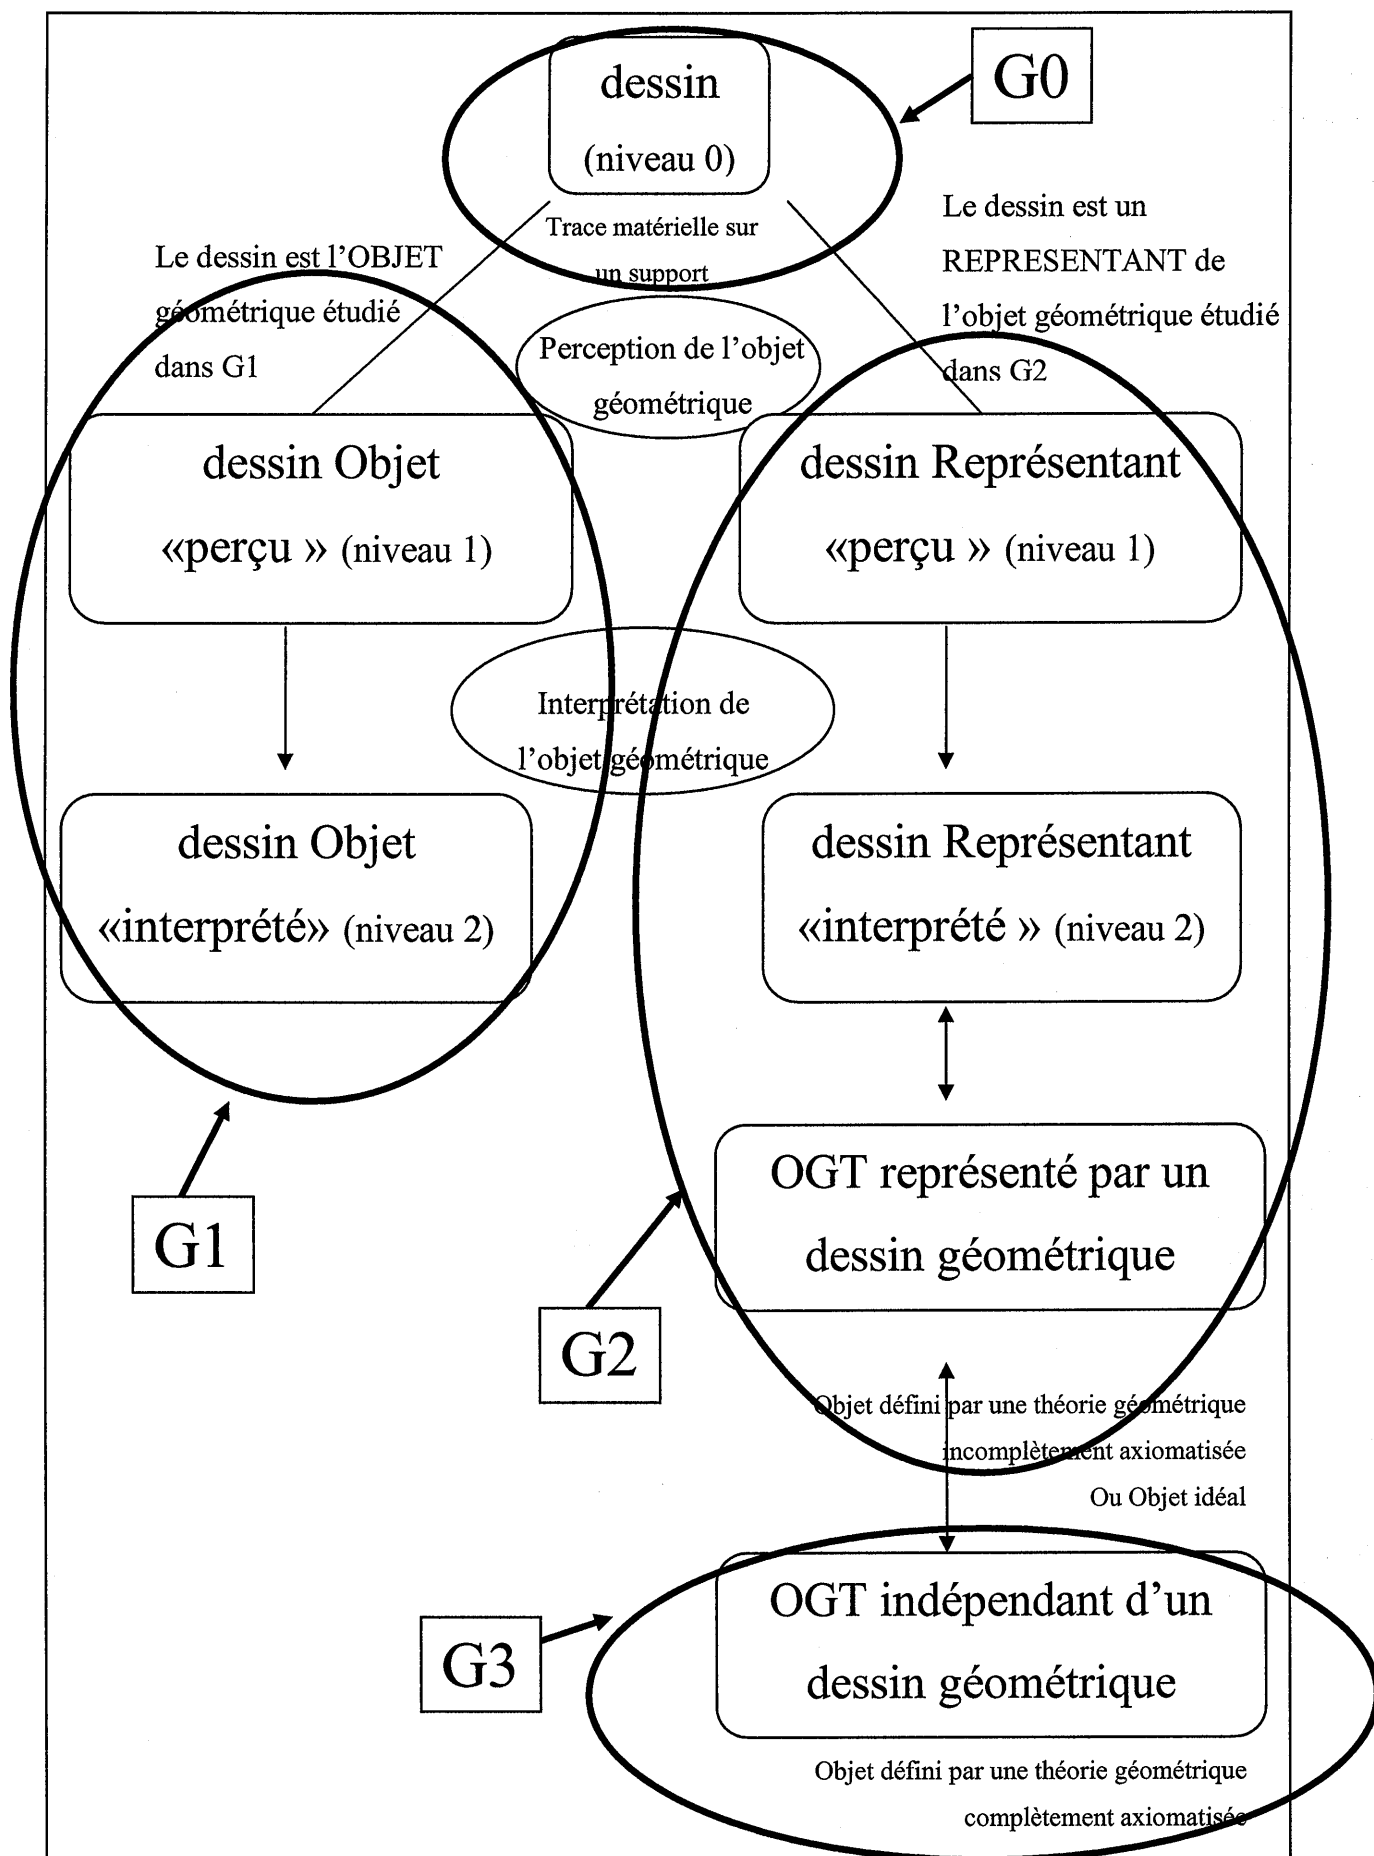 dessin
(niveau 0)
G0
Trace matérielle sur
un support
Le dessin est l’OBJET
géométrique étudié
dans G1
Le dessin est un
REPRESENTANT de
l’objet géométrique étudié
dans G2
Perception de l’objet
géométrique
dessin Objet
«perçu » (niveau 1)
dessin Représentant
«perçu » (niveau 1)
Interprétation de
l’objet géométrique
dessin Objet
«interprété» (niveau 2)
dessin Représentant
«interprété » (niveau 2)
G1
OGT représenté par un
dessin géométrique
G2
Objet défini par une théorie géométrique
incomplètement axiomatisée
Ou Objet idéal
G3
OGT indépendant d’un
dessin géométrique
Objet défini par une théorie géométrique
complètement axiomatisée